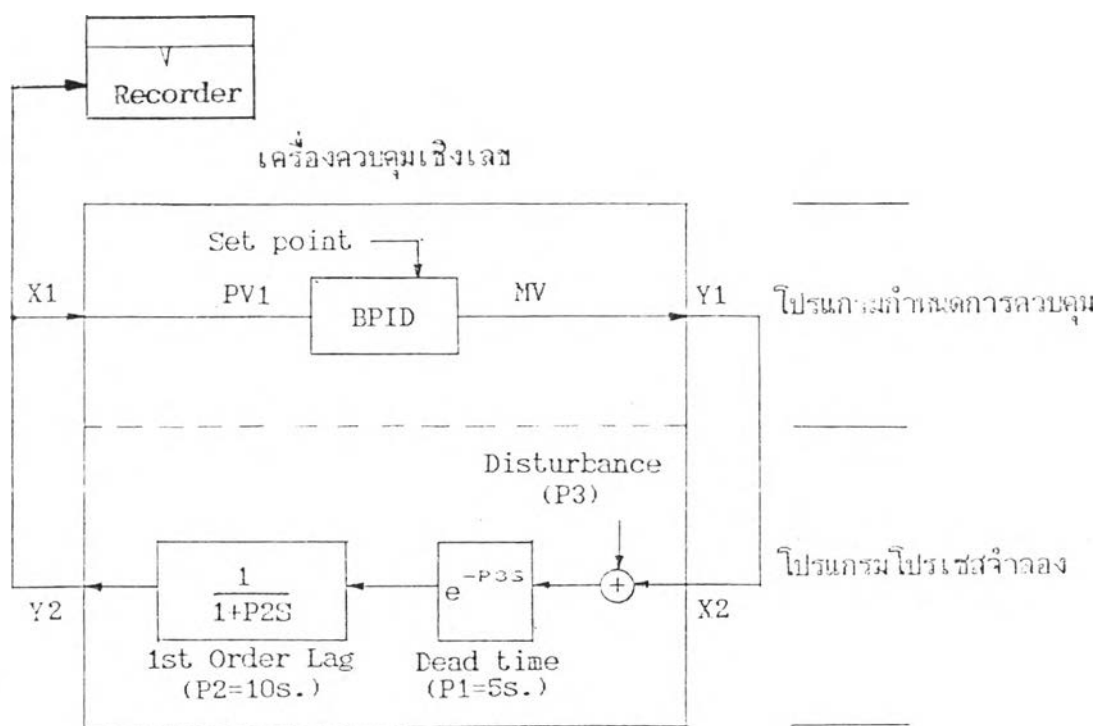 Recorder
เครื่องควบคุมเชิงเลข
Set point
X1
PV1
BPID
MV
Y1
โปรแกรมกำหนดการควบคุม
Disturbance
(P3)
โปรแกรมโปรเซสจำลอง
1
1+P2S
e^-P3S
+
Y2
X2
1st Order Lag
(P2=10s.)
Dead time
(P1=5s.)